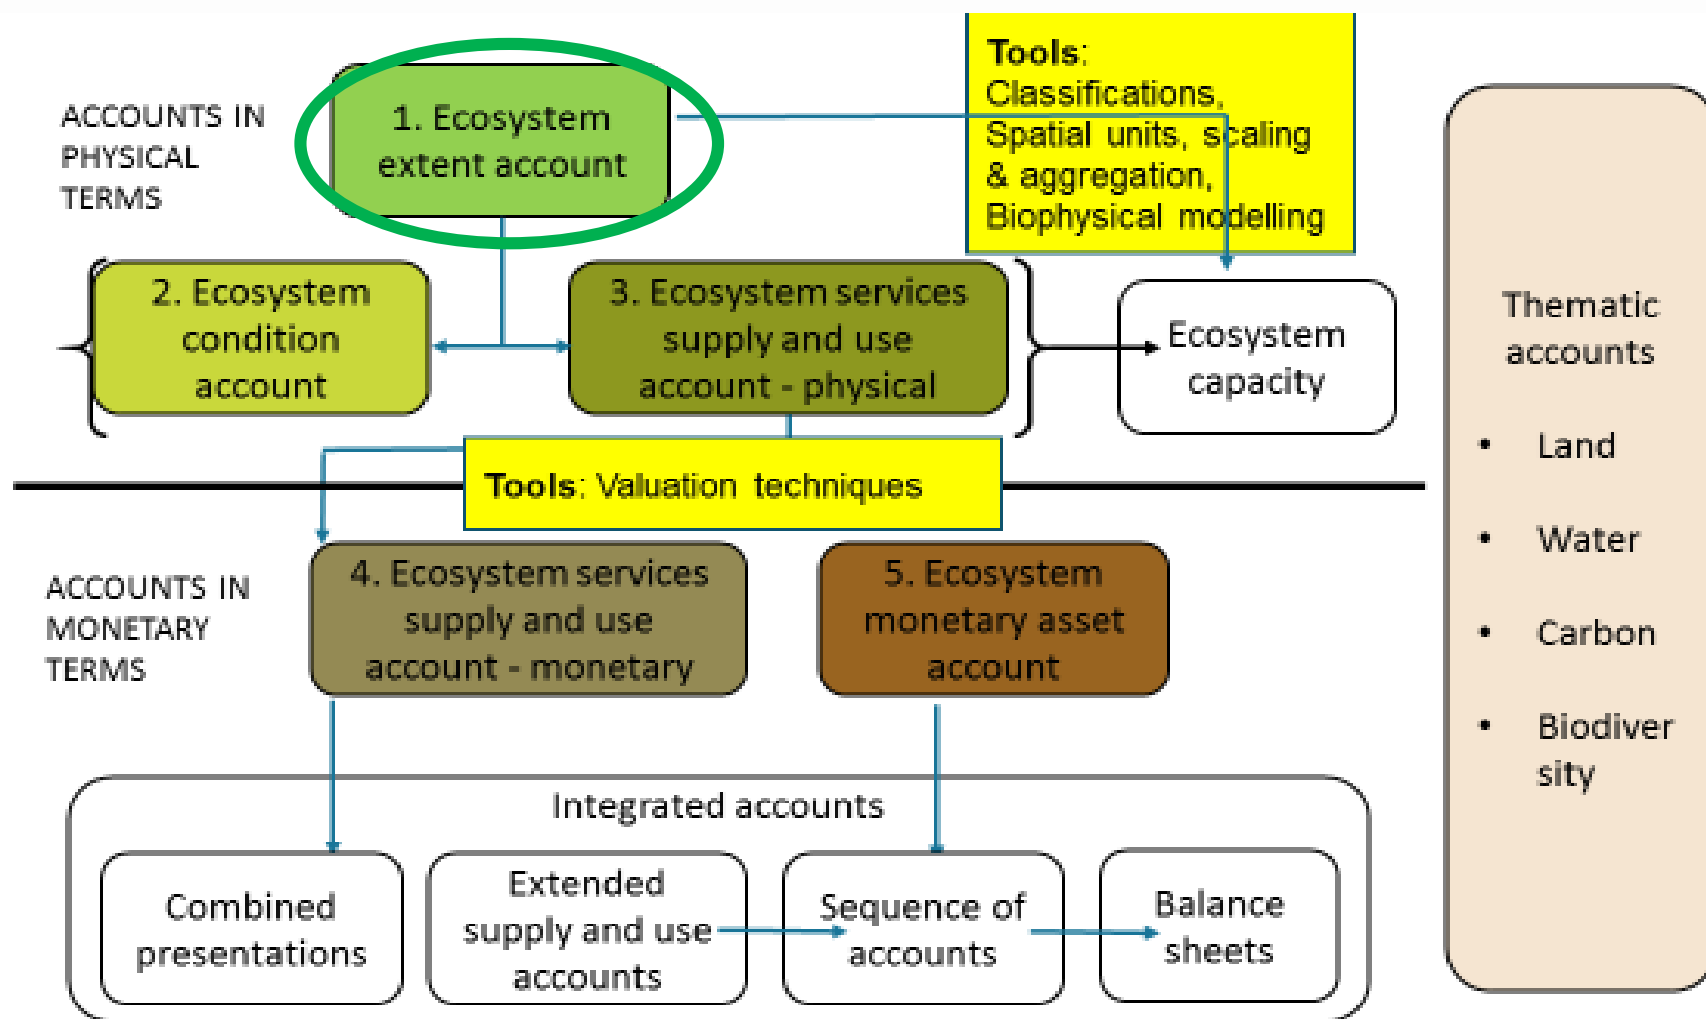 ACCOUNTS IN
PHYSICAL
TERMS
1. Ecosystem
extent account
Tools:
Classifications,
Spatial units, scaling
& aggregation,
Biophysical modelling
2. Ecosystem
condition
account
3. Ecosystem services
supply and use
account - physical
Ecosystem
capacity
Tools: Valuation techniques
ACCOUNTS IN
MONETARY
TERMS
4. Ecosystem services
supply and use
account - monetary
5. Ecosystem
monetary asset
account
Integrated accounts
Combined
presentations
Extended
supply and use
accounts
Sequence of
accounts
Balance
sheets
Thematic
accounts
• Land
• Water
• Carbon
• Biodiver
sity